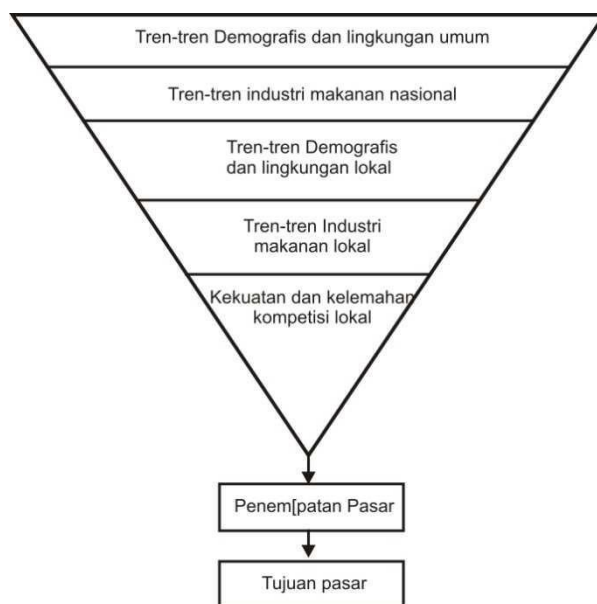 Tren-tren Demografis dan lingkungan umum
Tren-tren industri makanan nasional
Tren-tren Demografis
dan lingkungan lokal
Tren-tren Industri
makanan lokal
Kekuatan dan kelemahan
kompetisi lokal
Penem[patan Pasar
Tujuan pasar